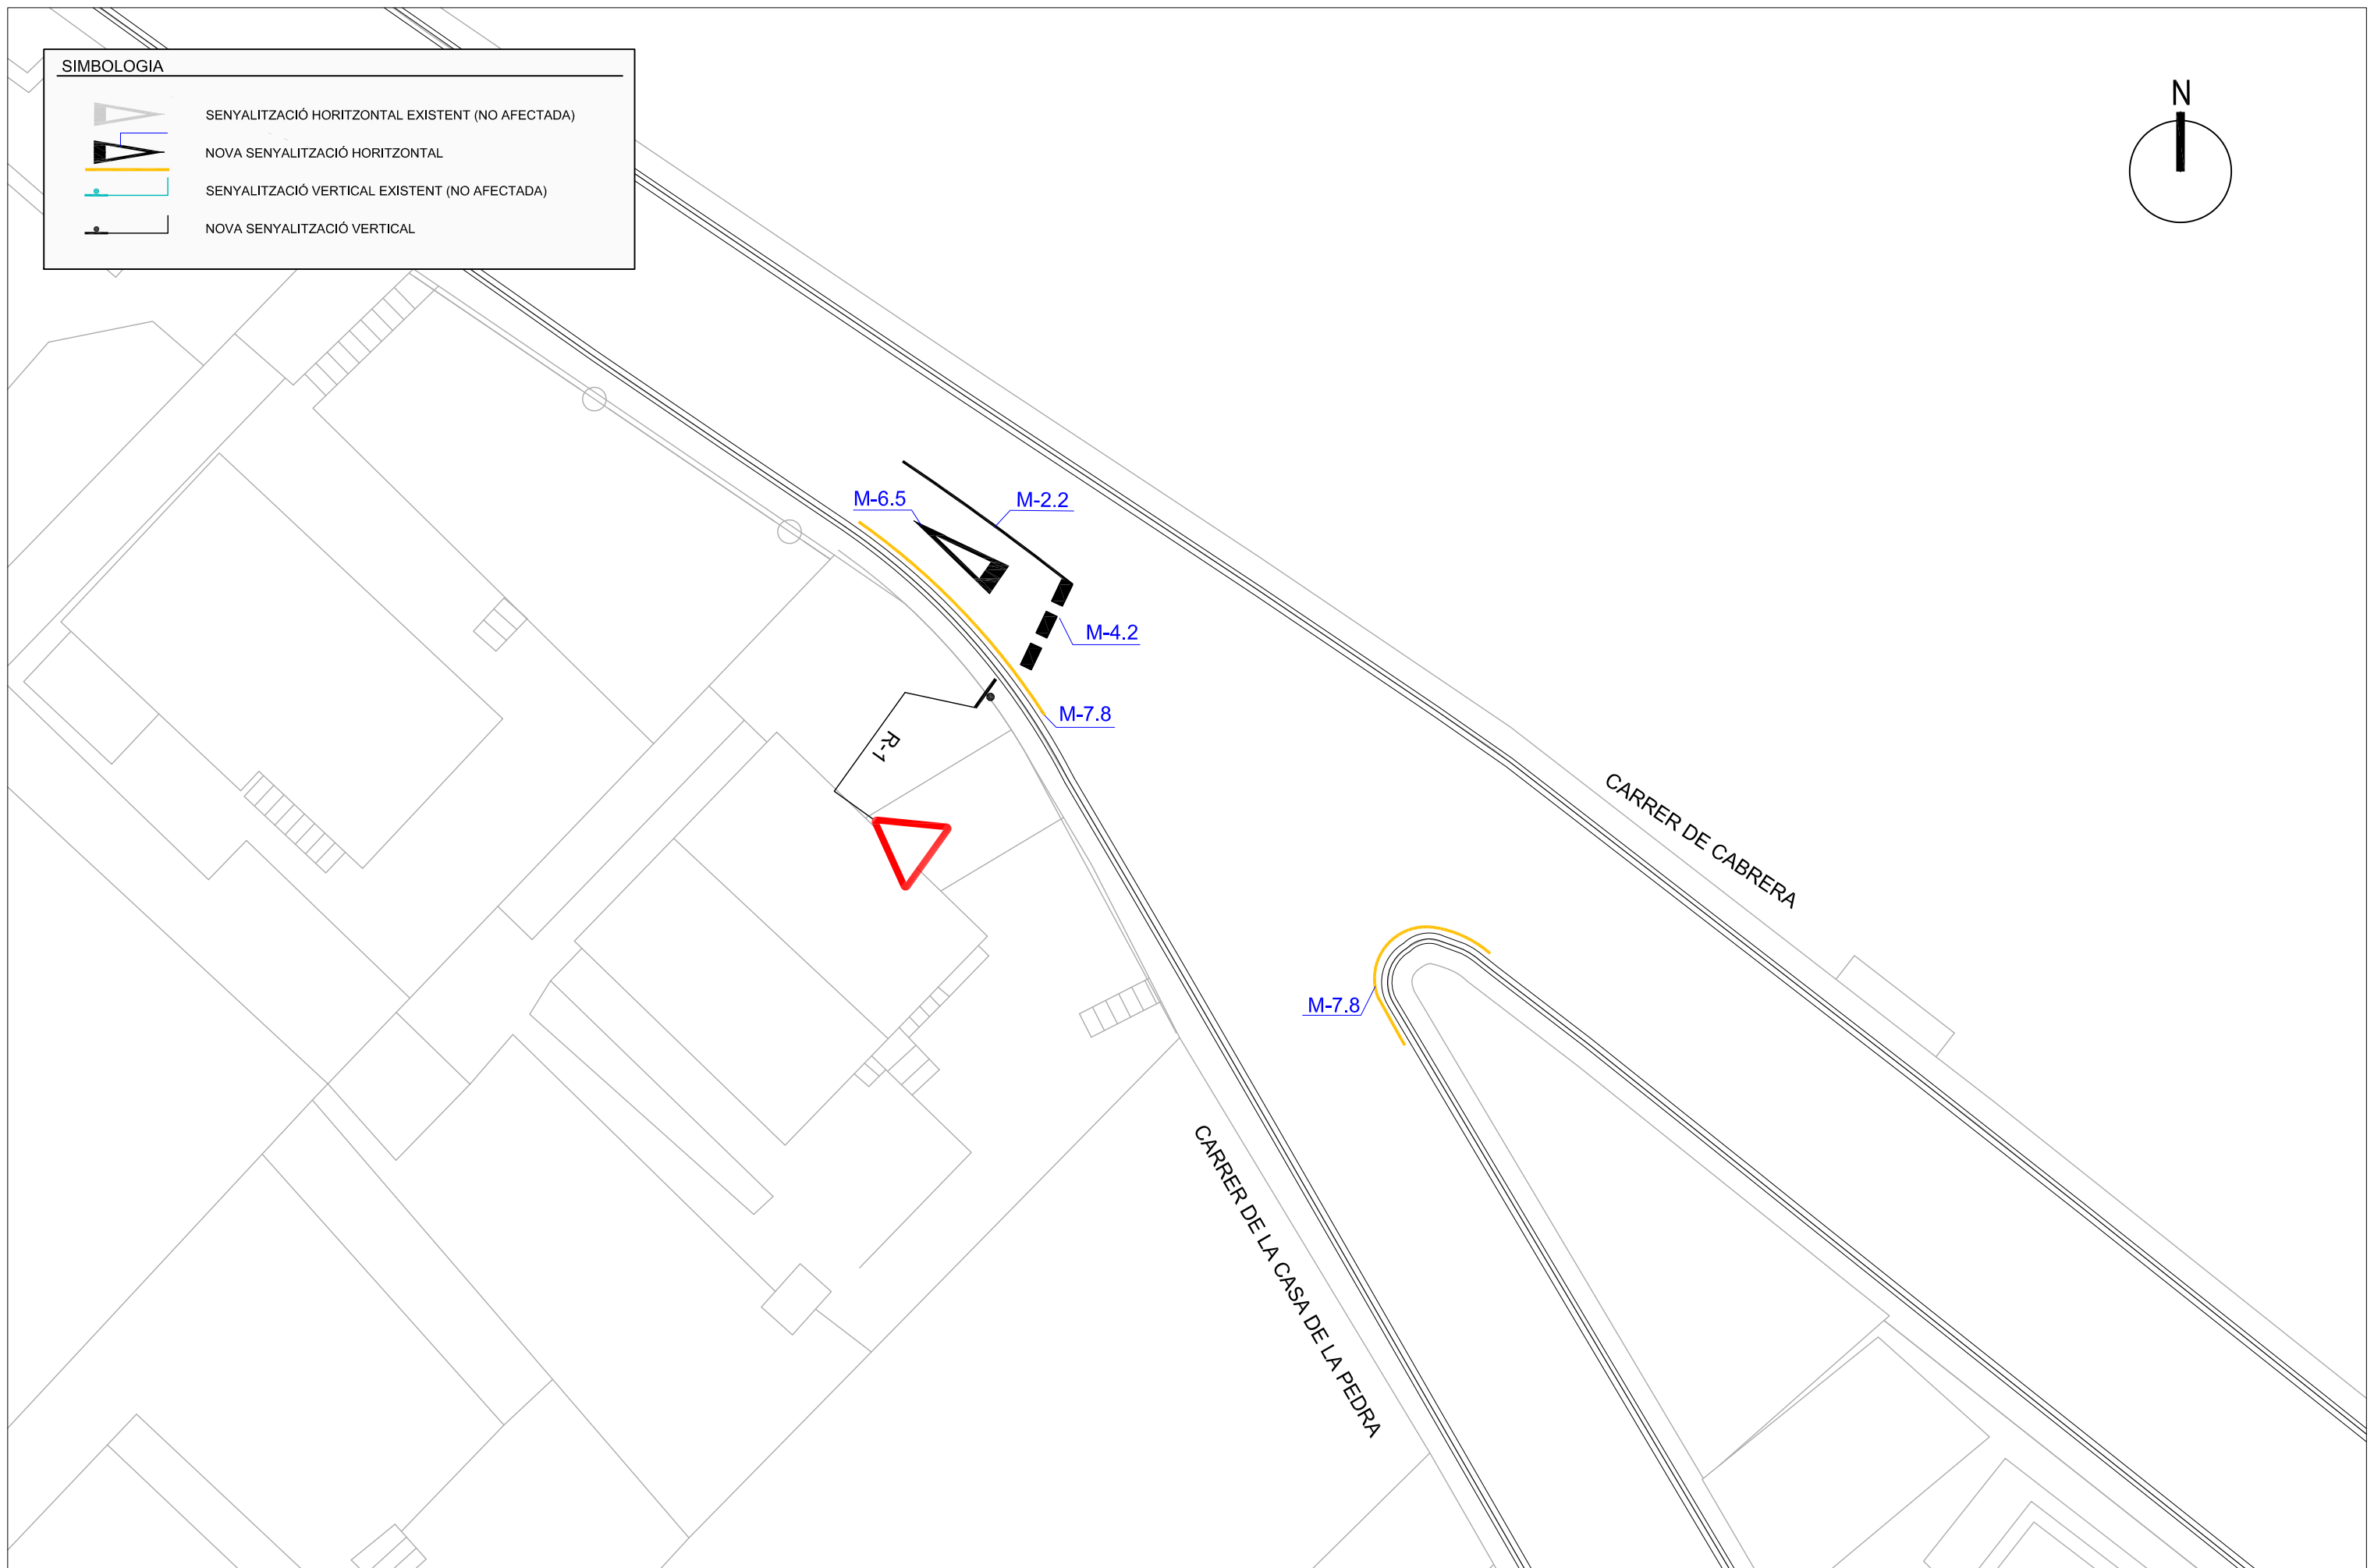 SIMBOLOGIA
SENYALITZACIÓ HORITZONTAL EXISTENT (NO AFECTADA)
NOVA SENYALITZACIÓ HORITZONTAL
SENYALITZACIÓ VERTICAL EXISTENT (NO AFECTADA)
NOVA SENYALITZACIÓ VERTICAL
N
M-6.5
M-2.2
M-4.2
M-7.8
R-1
CARRER DE CABRERA
M-7.8
CARRER DE LA CASA DE LA PEDRA